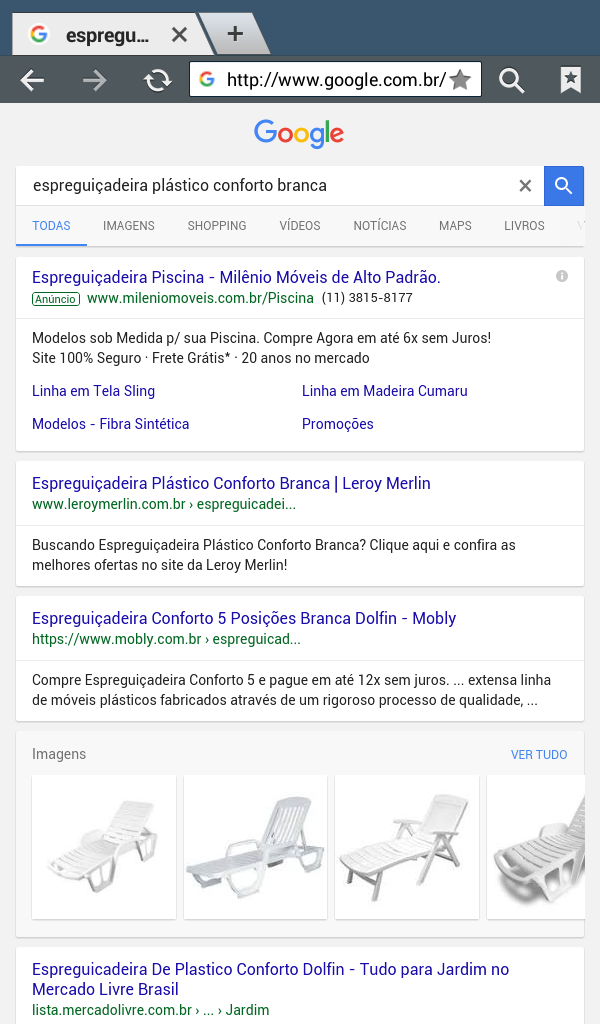 espregu...
http://www.google.com.br/
Google
espreguiçadeira plástico conforto branca
TODAS IMAGENS SHOPPING VÍDEOS NOTÍCIAS MAPS LIVROS
Espreguiçadeira Piscina - Milênio Móveis de Alto Padrão.
Anúncio www.mileniomoveis.com.br/Piscina (11) 3815-8177
Modelos sob Medida p/ sua Piscina. Compre Agora em até 6x sem Juros!
Site 100% Seguro · Frete Grátis* · 20 anos no mercado
Linha em Tela Sling Linha em Madeira Cumaru
Modelos - Fibra Sintética Promoções
Espreguiçadeira Plástico Conforto Branca | Leroy Merlin
www.leroymerlin.com.br › espreguicadei...
Buscando Espreguiçadeira Plástico Conforto Branca? Clique aqui e confira as
melhores ofertas no site da Leroy Merlin!
Espreguiçadeira Conforto 5 Posições Branca Dolfin - Mobly
https://www.mobly.com.br › espreguicad...
Compre Espreguiçadeira Conforto 5 e pague em até 12x sem juros. ... extensa linha
de móveis plásticos fabricados através de um rigoroso processo de qualidade, ...
Imagens VER TUDO
Espreguicadeira De Plastico Conforto Dolfin - Tudo para Jardim no
Mercado Livre Brasil
lista.mercadolivre.com.br › ... › Jardim